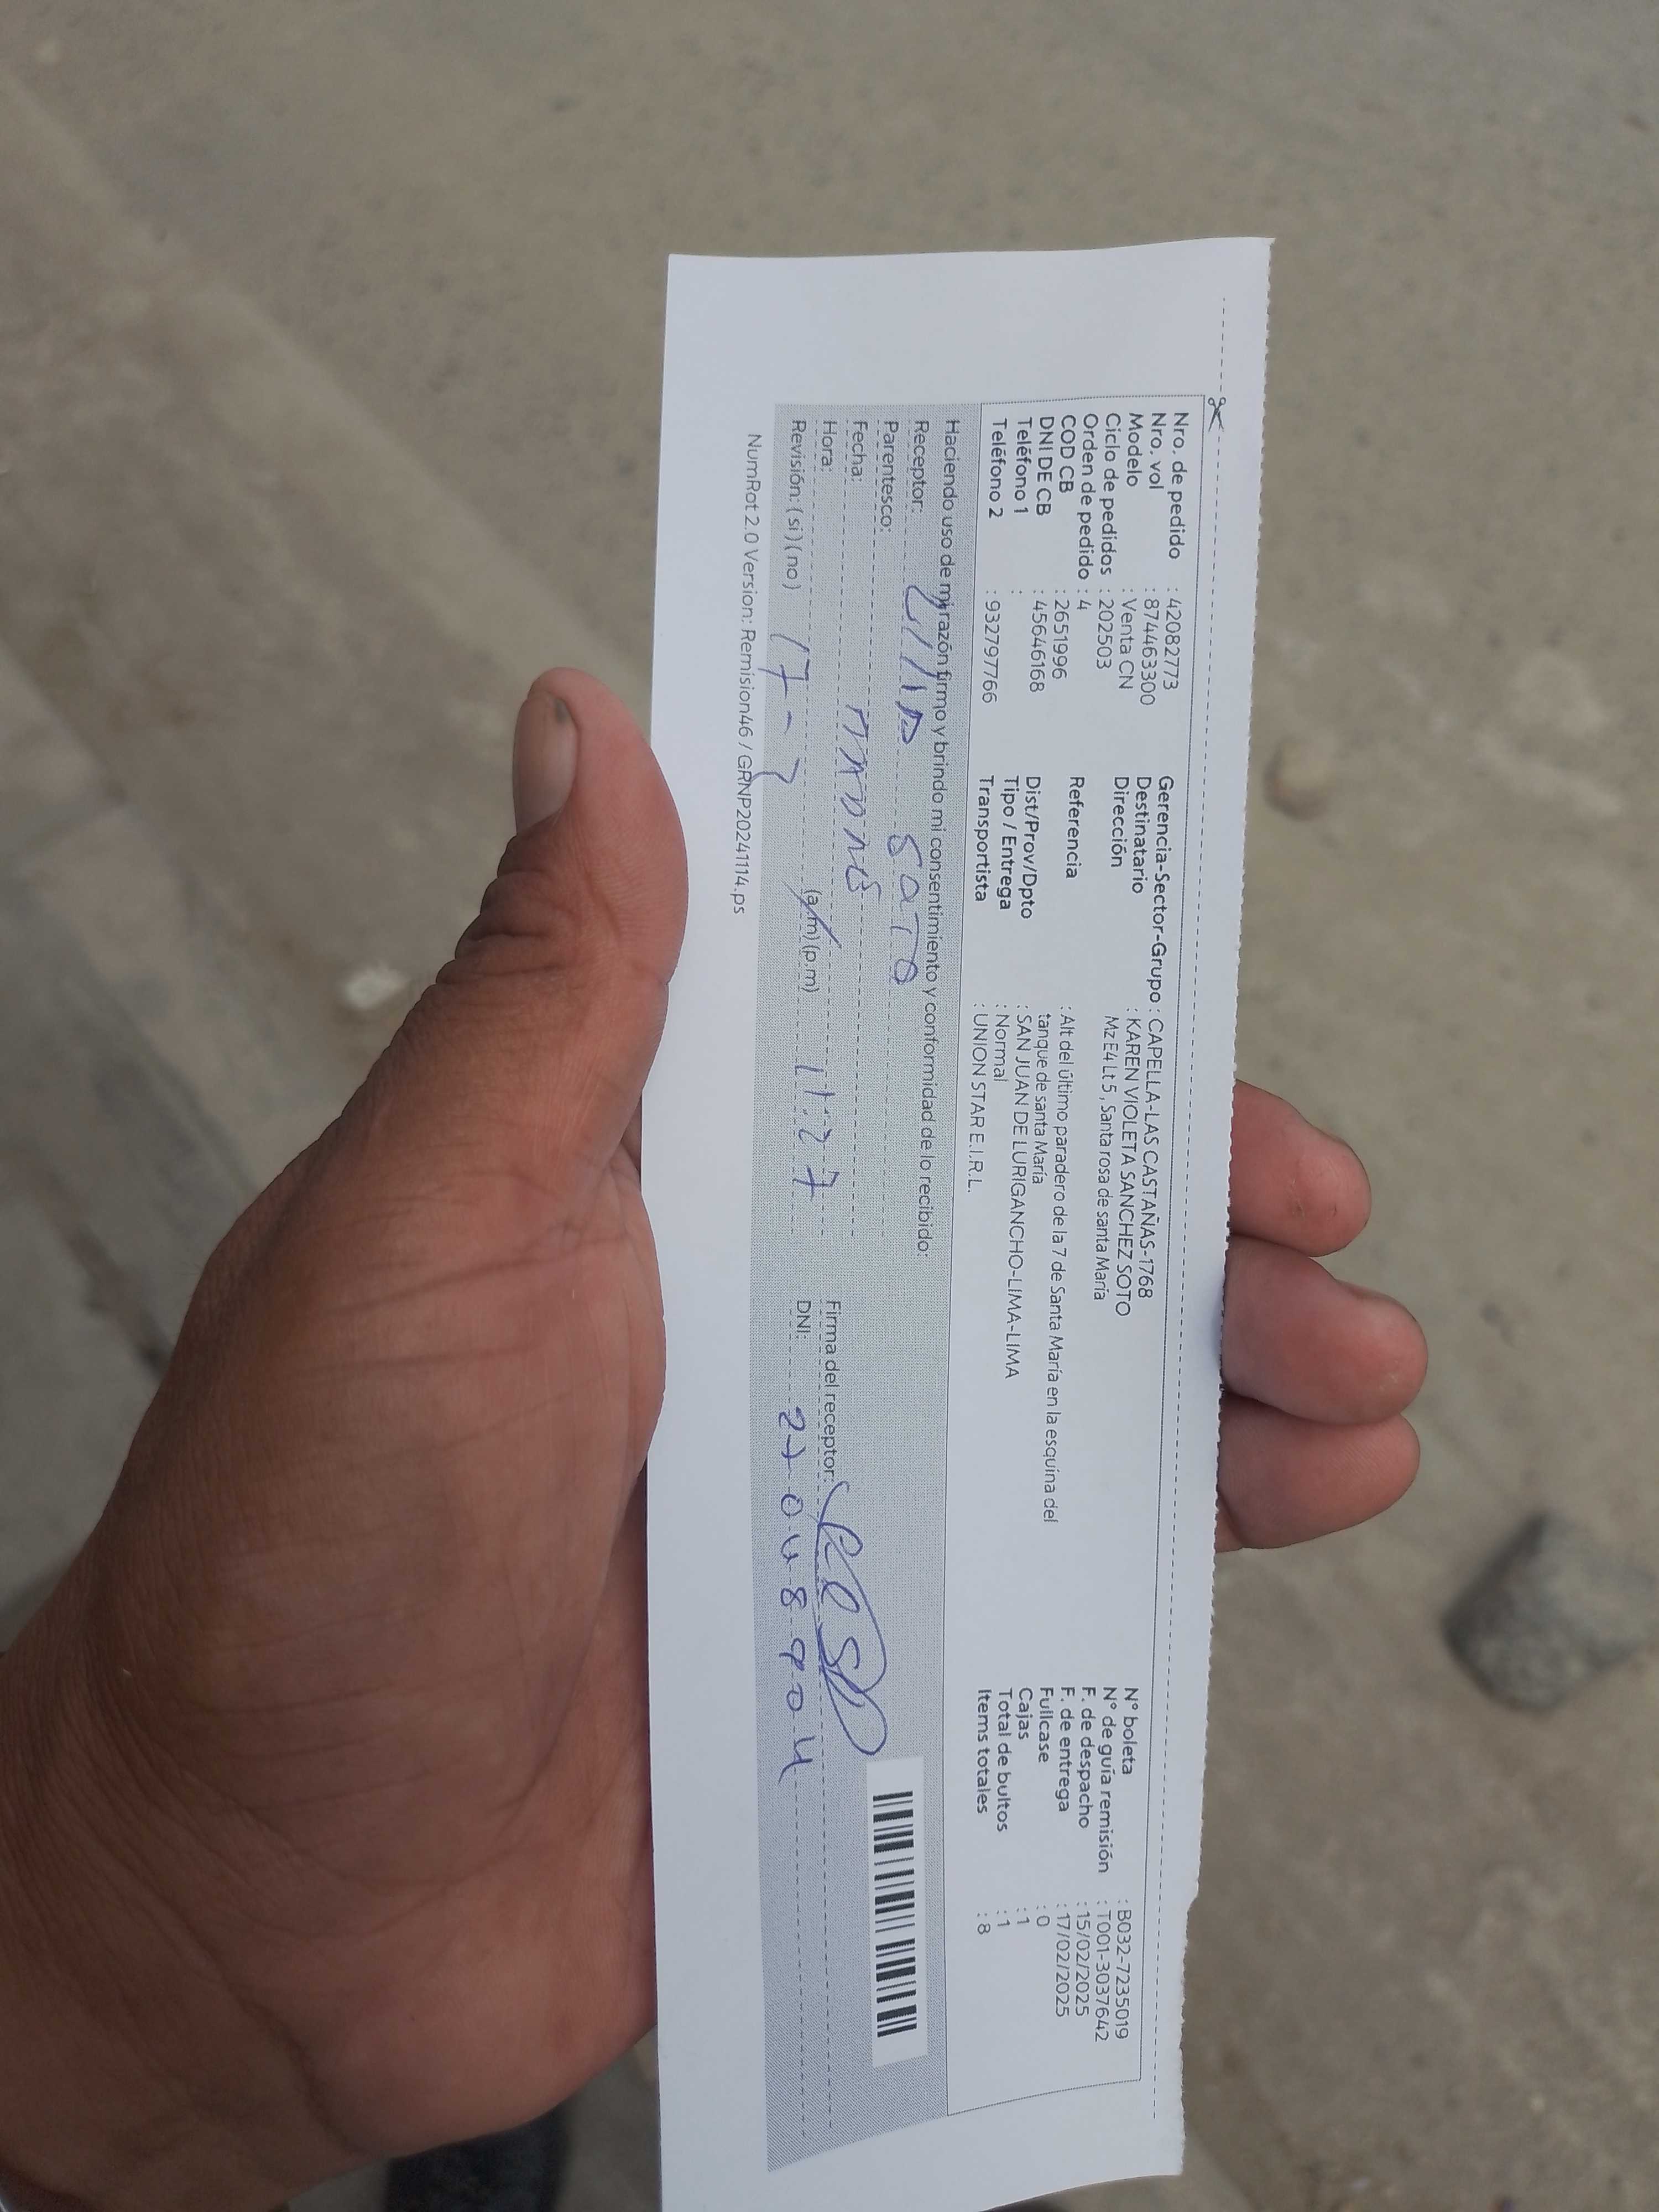 Nro. de pedido : 42082773
Nro. vol : 874463300
Modelo : Venta CN
Ciclo de pedidos : 202503
Orden de pedido : 4
COD CB : 2651996
DNI DE CB : 45646168
Teléfono 1 :
Teléfono 2 : 932797766
Gerencia-Sector-Grupo : CAPELLA-LAS CASTAÑAS-1768
Destinatario : KAREN VIOLETA SANCHEZ SOTO
Dirección Mz E4 Lt 5 , Santa rosa de santa María
Referencia : Alt del último paradero de la 7 de Santa María en la esquina del
tanque de santa María
Dist/Prov/Dpto : SAN JUAN DE LURIGANCHO-LIMA-LIMA
Tipo / Entrega : Normal
Transportista : UNION STAR E.I.R.L.
N° boleta : B032-7235019
N° de guía remisión : T001-3037642
F. de despacho : 15/02/2025
F. de entrega : 17/02/2025
Fullcase : 0
Cajas : 1
Total de bultos : 1
Items totales : 8
Haciendo uso de mi razón firmo y brindo mi consentimiento y conformidad de lo recibido:
Receptor: SOTO
Parentesco:
Fecha:
Hora: (a.m) (p.m) 11:27
Revisión: ( si ) ( no )
Firma del receptor:
DNI: 27048904
NumRot 2.0 Version: Remision46 / GRNP20241114.ps